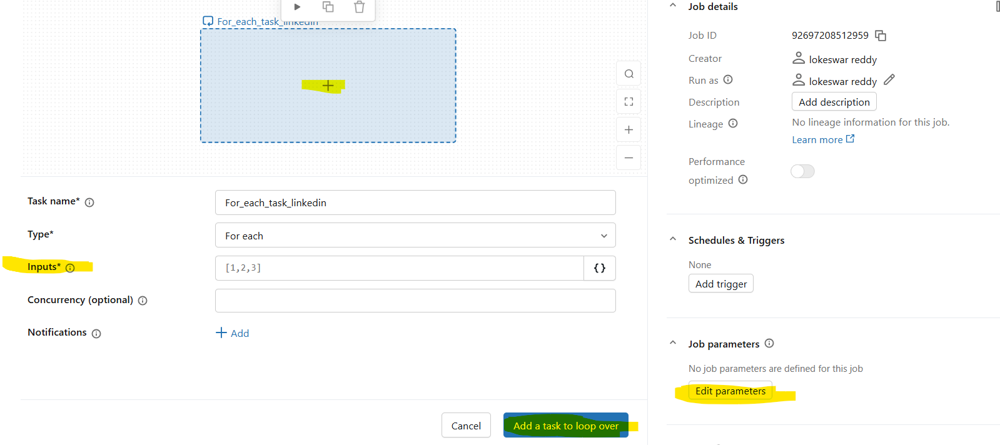 For_each_task_linkedin
Task name*
For_each_task_linkedin
Type*
For each
Inputs*
[1,2,3]
{}
Concurrency (optional)
Notifications
+ Add
Cancel
Add a task to loop over
Job details
Job ID
92697208512959
Creator
lokeswar reddy
Run as
lokeswar reddy
Description
Add description
Lineage
No lineage information for this job.
Learn more
Performance
optimized
Schedules & Triggers
None
Add trigger
Job parameters
No job parameters are defined for this job
Edit parameters